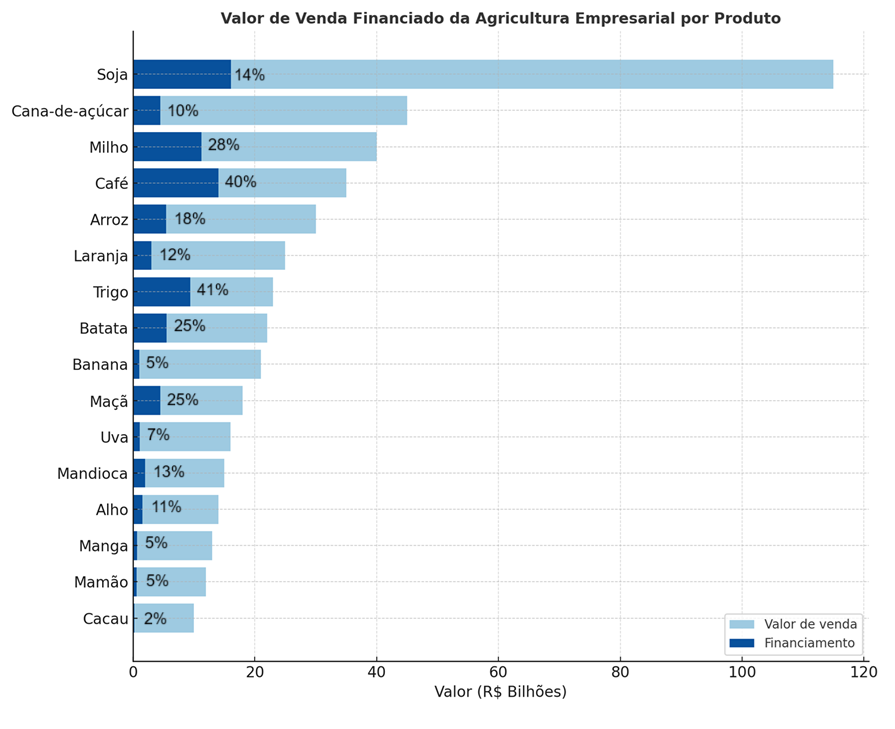 Valor de Venda Financiado da Agricultura Empresarial por Produto
Soja 14%
Cana-de-açúcar 10%
Milho 28%
Café 40%
Arroz 18%
Laranja 12%
Trigo 41%
Batata 25%
Banana 5%
Maçã 25%
Uva 7%
Mandioca 13%
Alho 11%
Manga 5%
Mamão 5%
Cacau 2%
Valor de venda
Financiamento
0 20 40 60 80 100 120
Valor (R$ Bilhões)